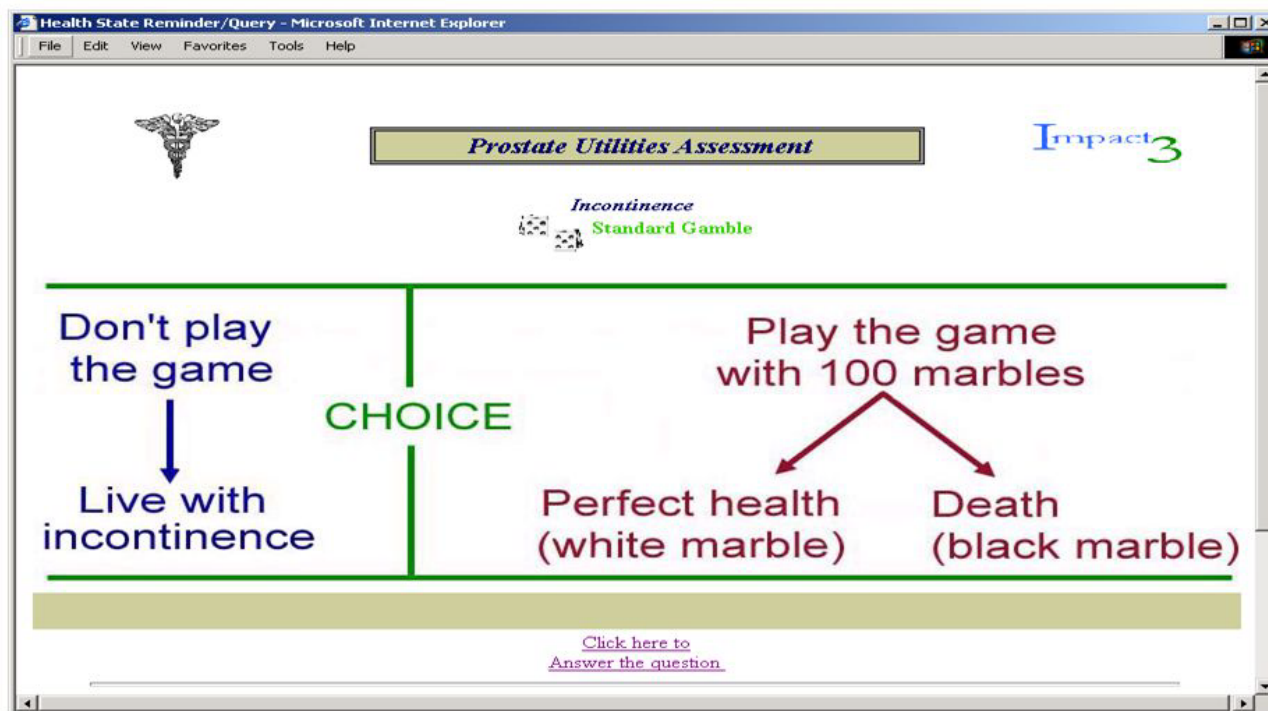 Health State Reminder/Query - Microsoft Internet Explorer
File Edit View Favorites Tools Help
Prostate Utilities Assessment
Impact3
Incontinence
Standard Gamble
Don't play
the game
CHOICE
Live with
incontinence
Play the game
with 100 marbles
Perfect health
(white marble)
Death
(black marble)
Click here to
Answer the question